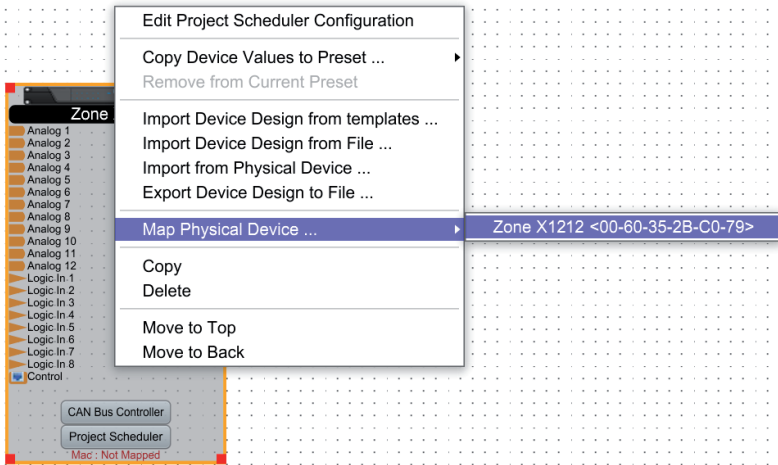 Edit Project Scheduler Configuration
Copy Device Values to Preset ...
Remove from Current Preset
Import Device Design from templates ...
Import Device Design from File ...
Import from Physical Device ...
Export Device Design to File ...
Map Physical Device ...
Zone X1212 <00-60-35-2B-C0-79>
Copy
Delete
Move to Top
Move to Back
Zone
Analog 1
Analog 2
Analog 3
Analog 4
Analog 5
Analog 6
Analog 7
Analog 8
Analog 9
Analog 10
Analog 11
Analog 12
Logic In 1
Logic In 2
Logic In 3
Logic In 4
Logic In 5
Logic In 6
Logic In 7
Logic In 8
Control
CAN Bus Controller
Project Scheduler
Mac : Not Mapped